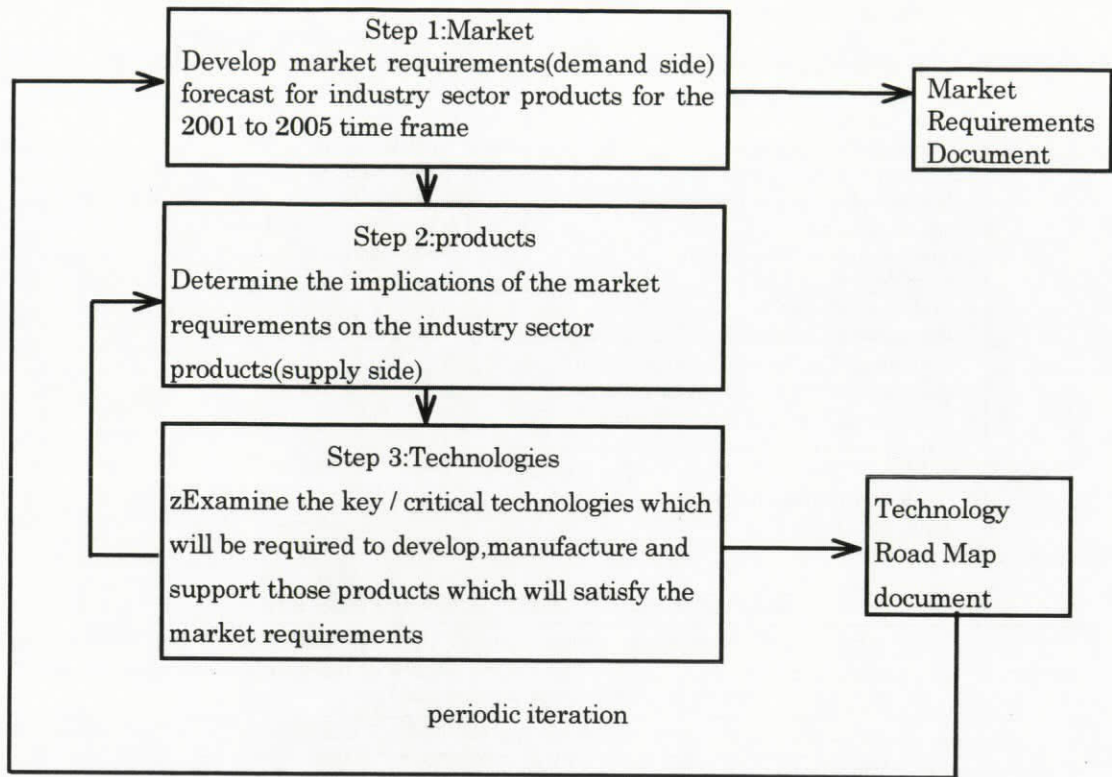 Step 1:Market
Develop market requirements(demand side)
forecast for industry sector products for the
2001 to 2005 time frame
Market
Requirements
Document
Step 2:products
Determine the implications of the market
requirements on the industry sector
products(supply side)
Step 3:Technologies
zExamine the key / critical technologies which
will be required to develop,manufacture and
support those products which will satisfy the
market requirements
Technology
Road Map
document
periodic iteration